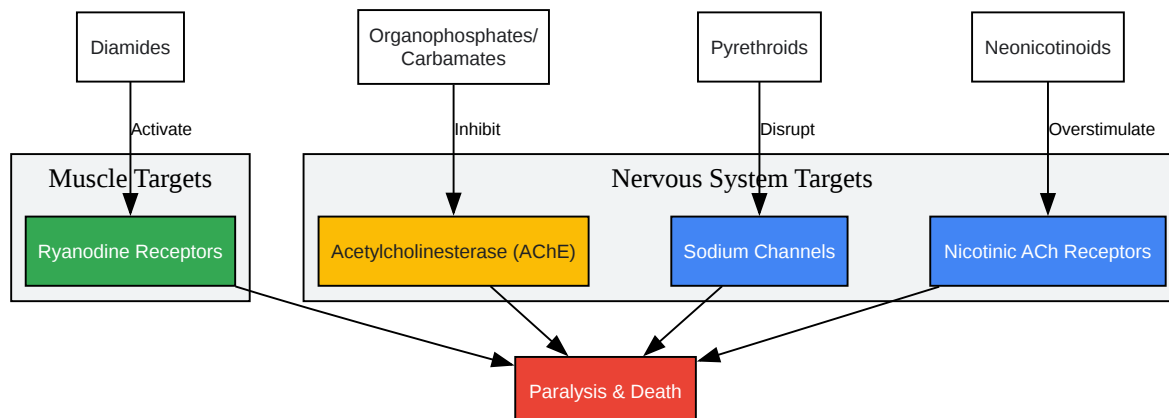 Diamides
Organophosphates/
Carbamates
Pyrethroids
Neonicotinoids
Activate
Inhibit
Disrupt
Overstimulate
Muscle Targets
Nervous System Targets
Ryanodine Receptors
Acetylcholinesterase (AChE)
Sodium Channels
Nicotinic ACh Receptors
Paralysis & Death